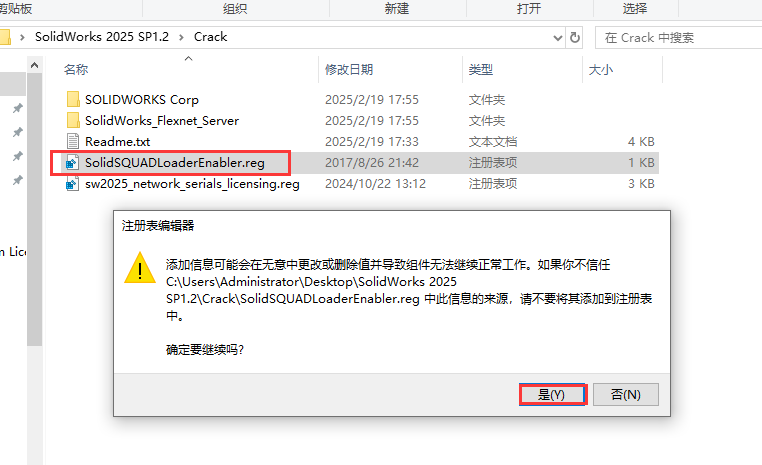 剪贴板
组织
新建
打开
选择
SolidWorks 2025 SP1.2
Crack
在 Crack 中搜索
名称
修改日期
类型
大小
SOLIDWORKS Corp
2025/2/19 17:55
文件夹
SolidWorks_Flexnet_Server
2025/2/19 17:55
文件夹
Readme.txt
2025/2/19 17:33
文本文档
4 KB
SolidSQUADLoaderEnabler.reg
2017/8/26 21:42
注册表项
1 KB
sw2025_network_serials_licensing.reg
2024/10/22 13:12
注册表项
3 KB
注册表编辑器
n Lice
添加信息可能会在无意中更改或删除值并导致组件无法继续正常工作。如果你不信任
C:\Users\Administrator\Desktop\SolidWorks 2025
SP1.2\Crack\SolidSQUADLoaderEnabler.reg 中此信息的来源，请不要将其添加到注册表
中。
确定要继续吗?
是(Y)
否(N)